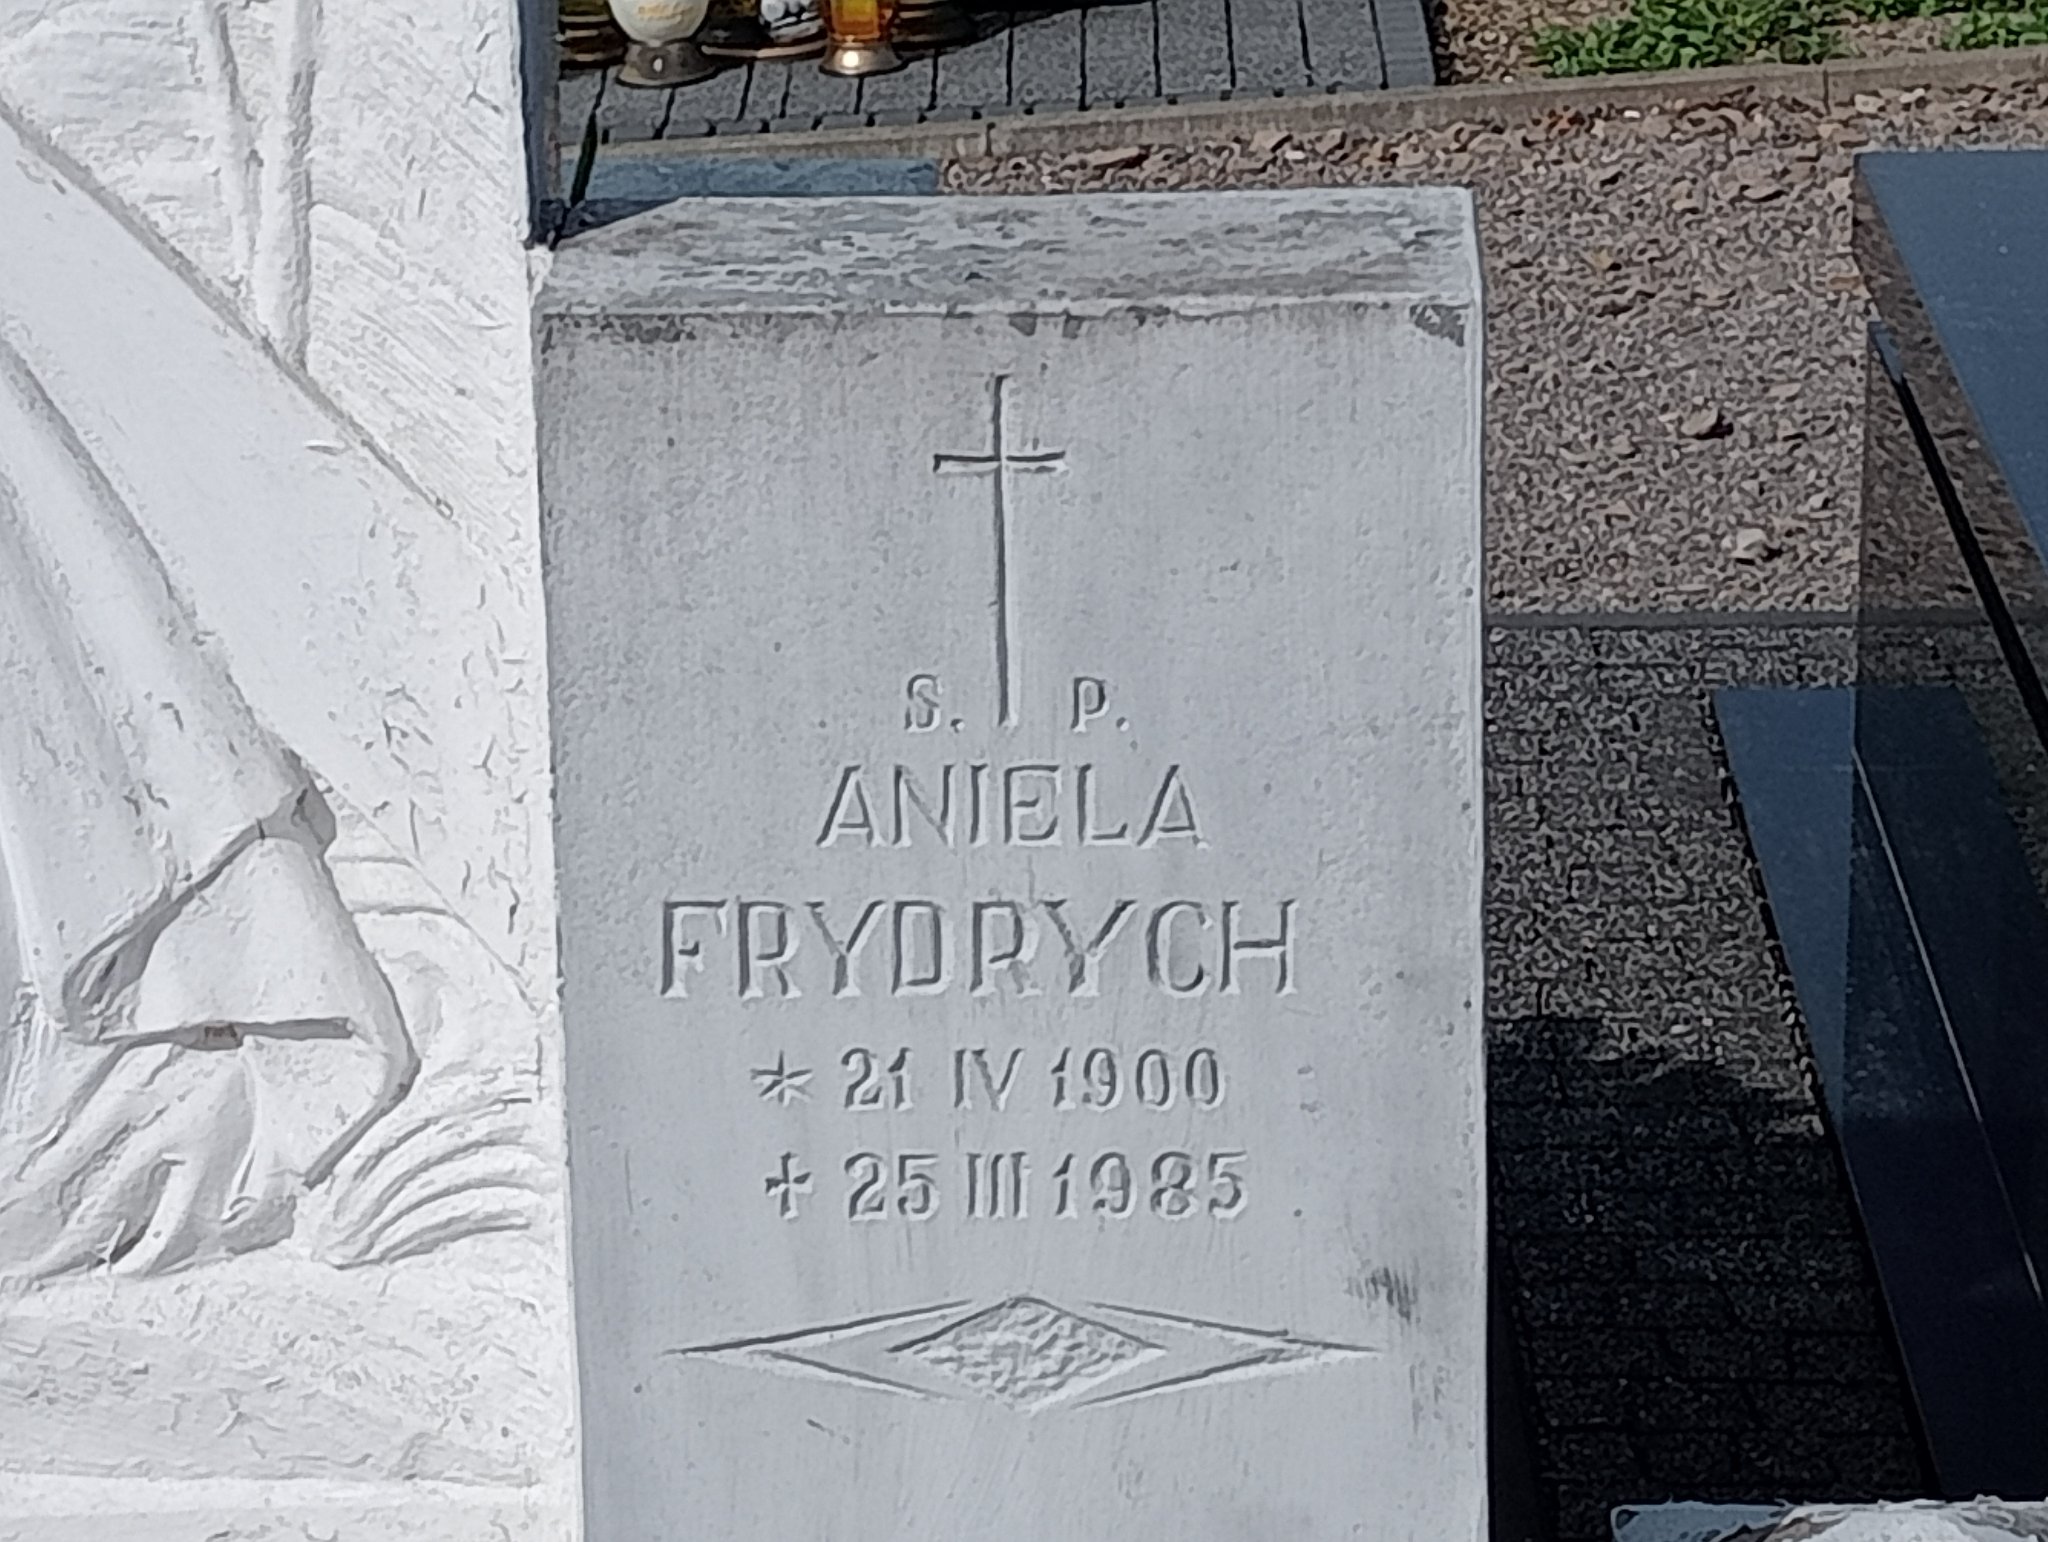 S. P.
ANIELA
FRYDRYCH
* 21 IV 1900
+ 25 III 1985